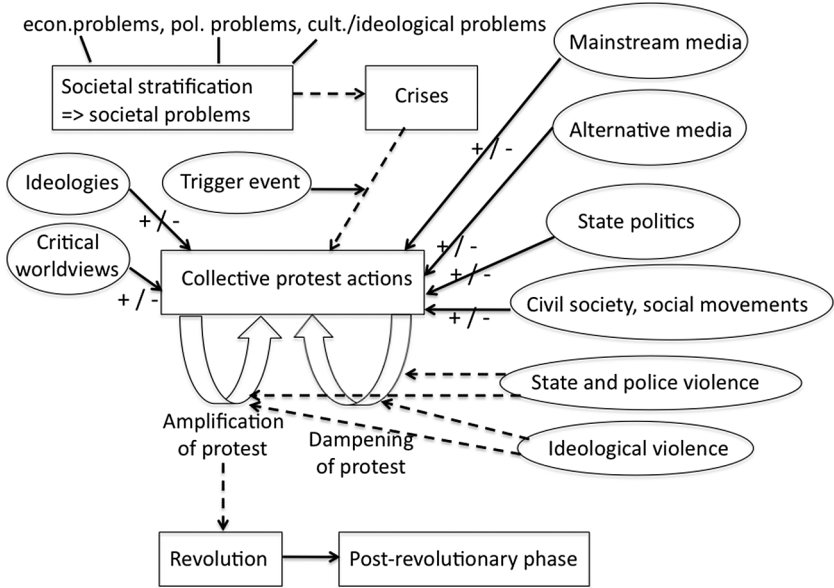 econ.problems, pol. problems, cult./ideological problems
Societal stratification
=> societal problems
Crises
Mainstream media
Alternative media
+ / -
Ideologies
Trigger event
+ / -
Critical
worldviews
State politics
+ / -
+ / -
Collective protest actions
+ / -
Civil society, social movements
+ / -
State and police violence
Amplification
of protest
Dampening
of protest
Ideological violence
Revolution
Post-revolutionary phase